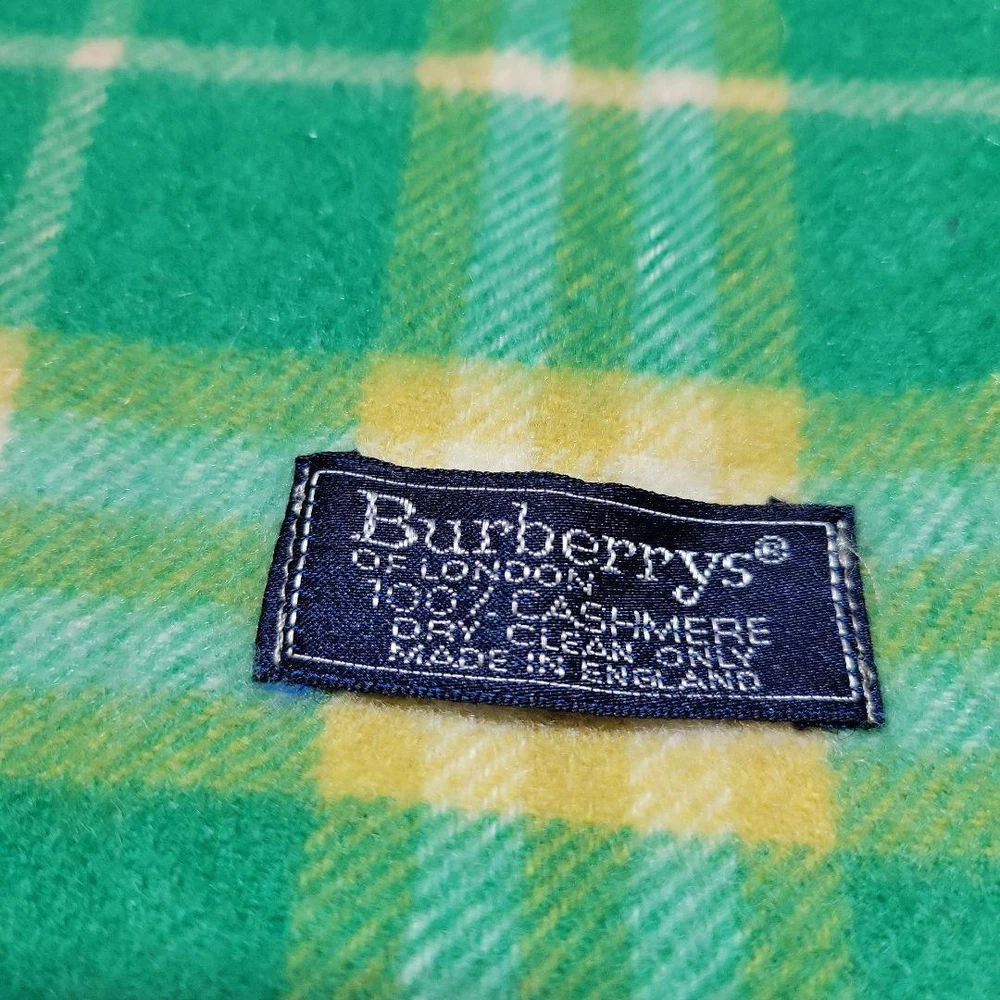 Burberrys®
OF LONDON
100% CASHMERE
DRY CLEAN ONLY
MADE IN ENGLAND